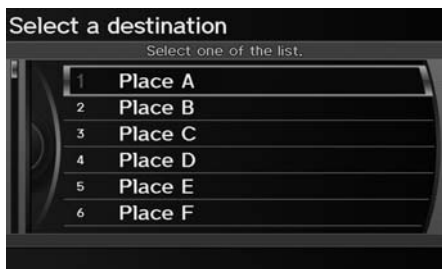 Select a destination
Select one of the list.
1 Place A
2 Place B
3 Place C
4 Place D
5 Place E
6 Place F